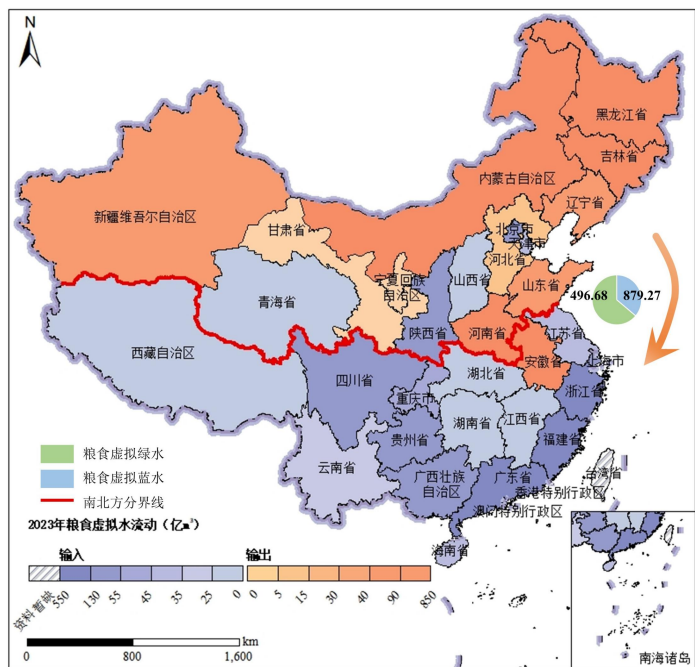 N
黑龙江省
吉林省
内蒙古自治区
辽宁省
新疆维吾尔自治区
甘肃省
北京市
天津市
河北省
宁夏回族
自治区
山西省
山东省
青海省
496.68 879.27
陕西省
河南省
江苏省
西藏自治区
安徽省
上海市
四川省
湖北省
重庆市
浙江省
湖南省
江西省
贵州省
福建省
云南省
台湾省
广西壮族
自治区
广东省
香港特别行政区
澳门特别行政区
海南省
粮食虚拟绿水
粮食虚拟蓝水
南北方分界线
2023年粮食虚拟水流动（亿m³）
输入 输出
资料暂缺 550 130 55 45 35 25 0 0 5 15 30 40 90 850
km
0 800 1,600
南海诸岛